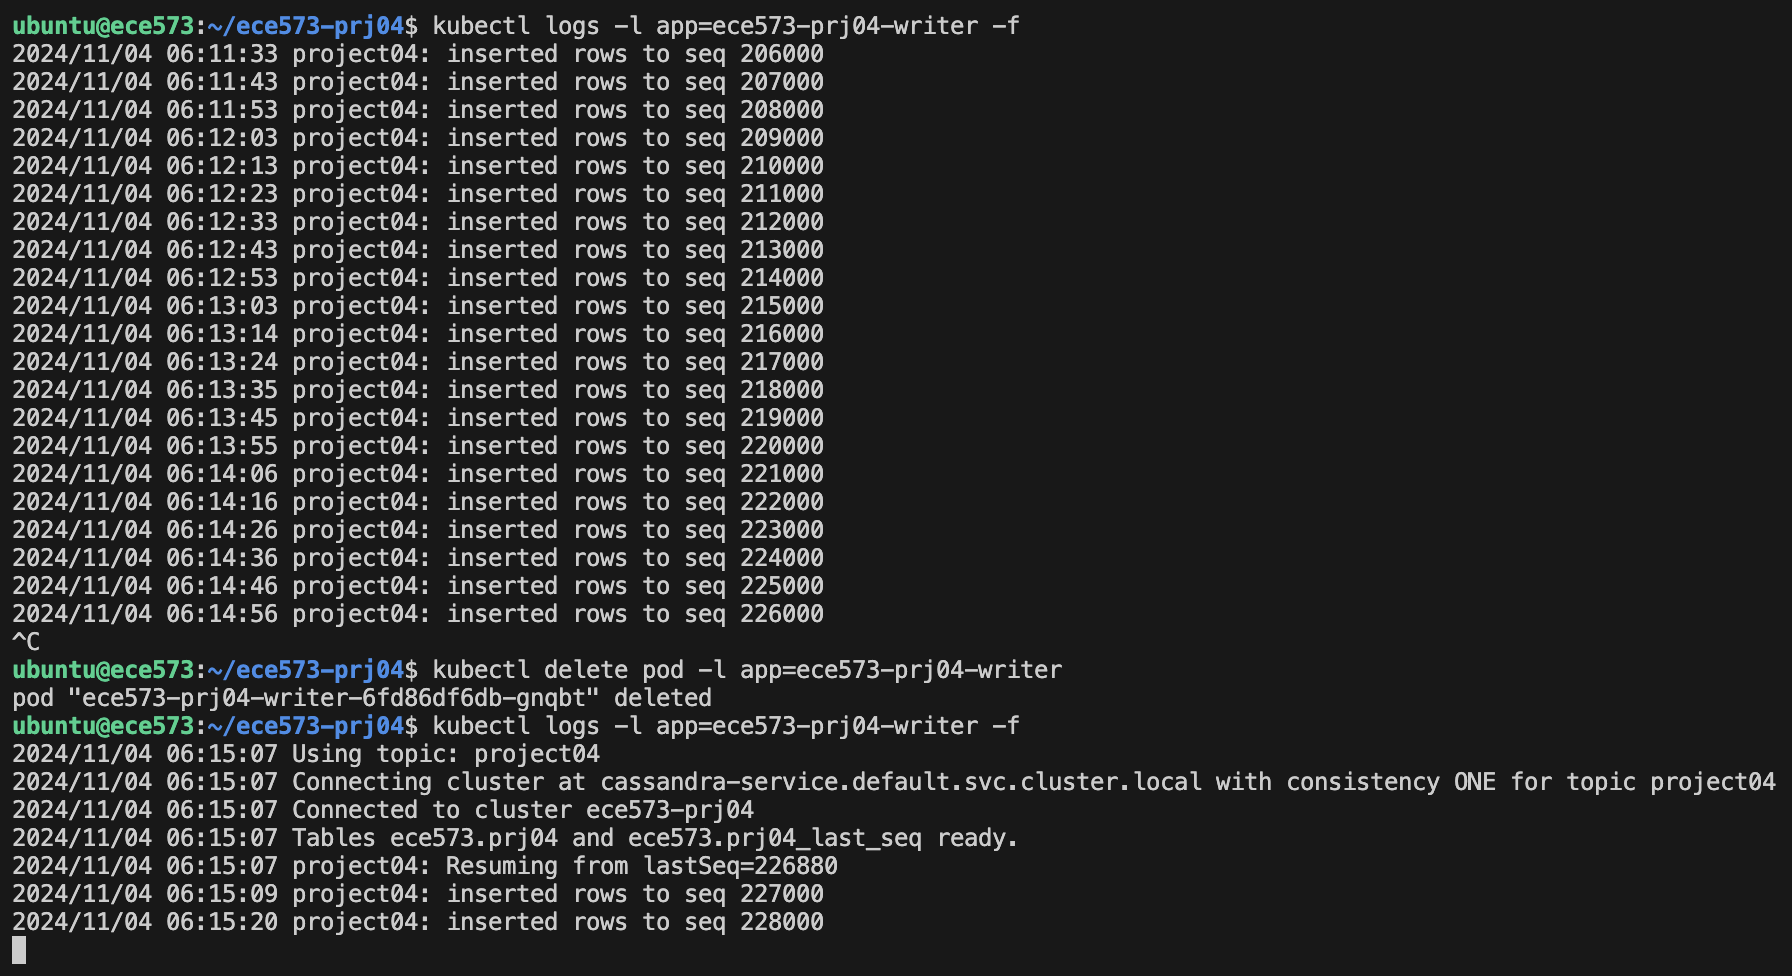 ubuntu@ece573:~/ece573-prj04$ kubectl logs -l app=ece573-prj04-writer -f
2024/11/04 06:11:33 project04: inserted rows to seq 206000
2024/11/04 06:11:43 project04: inserted rows to seq 207000
2024/11/04 06:11:53 project04: inserted rows to seq 208000
2024/11/04 06:12:03 project04: inserted rows to seq 209000
2024/11/04 06:12:13 project04: inserted rows to seq 210000
2024/11/04 06:12:23 project04: inserted rows to seq 211000
2024/11/04 06:12:33 project04: inserted rows to seq 212000
2024/11/04 06:12:43 project04: inserted rows to seq 213000
2024/11/04 06:12:53 project04: inserted rows to seq 214000
2024/11/04 06:13:03 project04: inserted rows to seq 215000
2024/11/04 06:13:14 project04: inserted rows to seq 216000
2024/11/04 06:13:24 project04: inserted rows to seq 217000
2024/11/04 06:13:35 project04: inserted rows to seq 218000
2024/11/04 06:13:45 project04: inserted rows to seq 219000
2024/11/04 06:13:55 project04: inserted rows to seq 220000
2024/11/04 06:14:06 project04: inserted rows to seq 221000
2024/11/04 06:14:16 project04: inserted rows to seq 222000
2024/11/04 06:14:26 project04: inserted rows to seq 223000
2024/11/04 06:14:36 project04: inserted rows to seq 224000
2024/11/04 06:14:46 project04: inserted rows to seq 225000
2024/11/04 06:14:56 project04: inserted rows to seq 226000
^C
ubuntu@ece573:~/ece573-prj04$ kubectl delete pod -l app=ece573-prj04-writer
pod "ece573-prj04-writer-6fd86df6db-gnqbt" deleted
ubuntu@ece573:~/ece573-prj04$ kubectl logs -l app=ece573-prj04-writer -f
2024/11/04 06:15:07 Using topic: project04
2024/11/04 06:15:07 Connecting cluster at cassandra-service.default.svc.cluster.local with consistency ONE for topic project04
2024/11/04 06:15:07 Connected to cluster ece573-prj04
2024/11/04 06:15:07 Tables ece573.prj04 and ece573.prj04_last_seq ready.
2024/11/04 06:15:07 project04: Resuming from lastSeq=226880
2024/11/04 06:15:09 project04: inserted rows to seq 227000
2024/11/04 06:15:20 project04: inserted rows to seq 228000